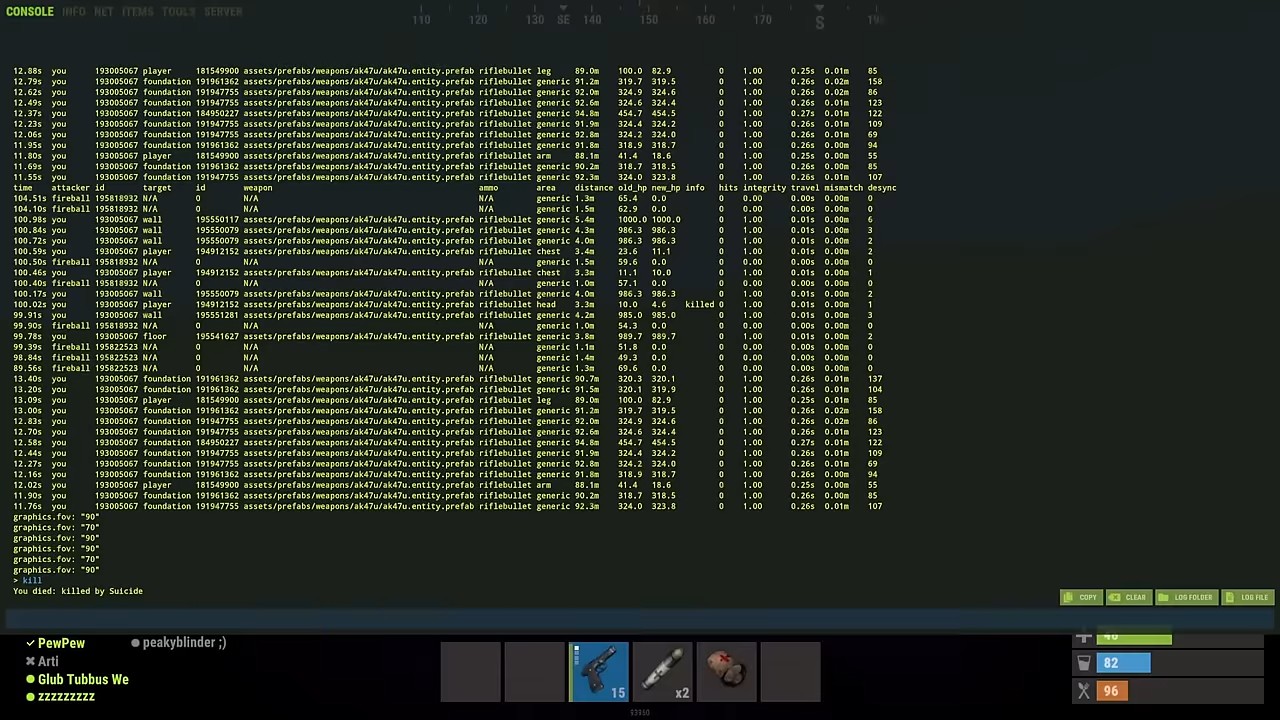 CONSOLE INFO NET ITEMS TOOLS SERVER
110 120 130 SE 140 150 160 170 S 190
12.88s you 193005067 player 181549900 assets/prefabs/weapons/ak47u/ak47u.entity.prefab riflebullet leg 89.0m 100.0 82.9 0 1.00 0.25s 0.01m 85
12.79s you 193005067 foundation 191961362 assets/prefabs/weapons/ak47u/ak47u.entity.prefab riflebullet generic 91.2m 319.7 319.5 0 1.00 0.26s 0.02m 158
12.62s you 193005067 foundation 191947755 assets/prefabs/weapons/ak47u/ak47u.entity.prefab riflebullet generic 92.0m 324.9 324.6 0 1.00 0.26s 0.02m 86
12.49s you 193005067 foundation 191947755 assets/prefabs/weapons/ak47u/ak47u.entity.prefab riflebullet generic 92.6m 324.6 324.4 0 1.00 0.26s 0.01m 123
12.37s you 193005067 foundation 184950227 assets/prefabs/weapons/ak47u/ak47u.entity.prefab riflebullet generic 94.8m 454.7 454.5 0 1.00 0.27s 0.01m 122
12.23s you 193005067 foundation 191947755 assets/prefabs/weapons/ak47u/ak47u.entity.prefab riflebullet generic 91.9m 324.4 324.2 0 1.00 0.26s 0.01m 109
12.06s you 193005067 foundation 191947755 assets/prefabs/weapons/ak47u/ak47u.entity.prefab riflebullet generic 92.8m 324.2 324.0 0 1.00 0.26s 0.01m 69
11.95s you 193005067 foundation 191961362 assets/prefabs/weapons/ak47u/ak47u.entity.prefab riflebullet generic 91.8m 318.9 318.7 0 1.00 0.26s 0.00m 94
11.80s you 193005067 player 181549900 assets/prefabs/weapons/ak47u/ak47u.entity.prefab riflebullet arm 88.1m 41.4 18.6 0 1.00 0.25s 0.00m 55
11.69s you 193005067 foundation 191961362 assets/prefabs/weapons/ak47u/ak47u.entity.prefab riflebullet generic 90.2m 318.7 318.5 0 1.00 0.26s 0.00m 85
11.55s you 193005067 foundation 191947755 assets/prefabs/weapons/ak47u/ak47u.entity.prefab riflebullet generic 92.3m 324.0 323.8 0 1.00 0.26s 0.01m 107
time attacker id target id weapon ammo area distance old_hp new_hp info hits integrity travel mismatch desync
104.51s fireball 195818932 N/A 0 N/A N/A generic 1.3m 65.4 0.0 0 1.00 0.00s 0.00m 0
104.10s fireball 195818932 N/A 0 N/A N/A generic 1.5m 62.9 0.0 0 1.00 0.00s 0.00m 0
100.98s you 193005067 wall 195550117 assets/prefabs/weapons/ak47u/ak47u.entity.prefab riflebullet generic 5.4m 1000.0 1000.0 0 1.00 0.01s 0.00m 6
100.84s you 193005067 wall 195550079 assets/prefabs/weapons/ak47u/ak47u.entity.prefab riflebullet generic 4.3m 986.3 986.3 0 1.00 0.01s 0.00m 3
100.72s you 193005067 wall 195550079 assets/prefabs/weapons/ak47u/ak47u.entity.prefab riflebullet generic 4.0m 986.3 986.3 0 1.00 0.01s 0.00m 2
100.59s you 193005067 player 194912152 assets/prefabs/weapons/ak47u/ak47u.entity.prefab riflebullet chest 3.4m 23.6 11.1 0 1.00 0.01s 0.00m 2
100.50s fireball 195818932 N/A 0 N/A N/A generic 1.5m 59.6 0.0 0 1.00 0.00s 0.00m 0
100.46s you 193005067 player 194912152 assets/prefabs/weapons/ak47u/ak47u.entity.prefab riflebullet chest 3.3m 11.1 10.0 0 1.00 0.01s 0.00m 1
100.40s fireball 195818932 N/A 0 N/A N/A generic 1.0m 57.1 0.0 0 1.00 0.00s 0.00m 0
100.17s you 193005067 wall 195550079 assets/prefabs/weapons/ak47u/ak47u.entity.prefab riflebullet generic 4.0m 986.3 986.3 0 1.00 0.01s 0.00m 2
100.02s you 193005067 player 194912152 assets/prefabs/weapons/ak47u/ak47u.entity.prefab riflebullet head 3.3m 10.0 4.6 killed 0 1.00 0.01s 0.00m 1
99.91s you 193005067 wall 195551281 assets/prefabs/weapons/ak47u/ak47u.entity.prefab riflebullet generic 4.2m 985.0 985.0 0 1.00 0.01s 0.00m 3
99.90s fireball 195818932 N/A 0 N/A N/A generic 1.0m 54.3 0.0 0 1.00 0.00s 0.00m 0
99.78s you 193005067 floor 195541627 assets/prefabs/weapons/ak47u/ak47u.entity.prefab riflebullet generic 3.8m 989.7 989.7 0 1.00 0.01s 0.00m 2
99.39s fireball 195822523 N/A 0 N/A N/A generic 1.1m 51.8 0.0 0 1.00 0.00s 0.00m 0
98.84s fireball 195822523 N/A 0 N/A N/A generic 1.4m 49.3 0.0 0 1.00 0.00s 0.00m 0
89.56s fireball 195822523 N/A 0 N/A N/A generic 1.3m 69.6 0.0 0 1.00 0.00s 0.00m 0
13.40s you 193005067 foundation 191961362 assets/prefabs/weapons/ak47u/ak47u.entity.prefab riflebullet generic 90.7m 320.3 320.1 0 1.00 0.26s 0.01m 137
13.20s you 193005067 foundation 191961362 assets/prefabs/weapons/ak47u/ak47u.entity.prefab riflebullet generic 91.5m 320.1 319.9 0 1.00 0.26s 0.01m 104
13.09s you 193005067 player 181549900 assets/prefabs/weapons/ak47u/ak47u.entity.prefab riflebullet leg 89.0m 100.0 82.9 0 1.00 0.25s 0.01m 85
13.00s you 193005067 foundation 191961362 assets/prefabs/weapons/ak47u/ak47u.entity.prefab riflebullet generic 91.2m 319.7 319.5 0 1.00 0.26s 0.02m 158
12.83s you 193005067 foundation 191947755 assets/prefabs/weapons/ak47u/ak47u.entity.prefab riflebullet generic 92.0m 324.9 324.6 0 1.00 0.26s 0.02m 86
12.70s you 193005067 foundation 191947755 assets/prefabs/weapons/ak47u/ak47u.entity.prefab riflebullet generic 92.6m 324.6 324.4 0 1.00 0.26s 0.01m 123
12.58s you 193005067 foundation 184950227 assets/prefabs/weapons/ak47u/ak47u.entity.prefab riflebullet generic 94.8m 454.7 454.5 0 1.00 0.27s 0.01m 122
12.44s you 193005067 foundation 191947755 assets/prefabs/weapons/ak47u/ak47u.entity.prefab riflebullet generic 91.9m 324.4 324.2 0 1.00 0.26s 0.01m 109
12.27s you 193005067 foundation 191947755 assets/prefabs/weapons/ak47u/ak47u.entity.prefab riflebullet generic 92.8m 324.2 324.0 0 1.00 0.26s 0.01m 69
12.16s you 193005067 foundation 191961362 assets/prefabs/weapons/ak47u/ak47u.entity.prefab riflebullet generic 91.8m 318.9 318.7 0 1.00 0.26s 0.00m 94
12.02s you 193005067 player 181549900 assets/prefabs/weapons/ak47u/ak47u.entity.prefab riflebullet arm 88.1m 41.4 18.6 0 1.00 0.25s 0.00m 55
11.90s you 193005067 foundation 191961362 assets/prefabs/weapons/ak47u/ak47u.entity.prefab riflebullet generic 90.2m 318.7 318.5 0 1.00 0.26s 0.00m 85
11.76s you 193005067 foundation 191947755 assets/prefabs/weapons/ak47u/ak47u.entity.prefab riflebullet generic 92.3m 324.0 323.8 0 1.00 0.26s 0.01m 107
graphics.fov: "90"
graphics.fov: "70"
graphics.fov: "90"
graphics.fov: "90"
graphics.fov: "70"
graphics.fov: "90"
> kill
You died: killed by Suicide
COPY CLEAR LOG FOLDER LOG FILE
PewPew peakyblinder ;)
Arti
Glub Tubbus We
zzzzzzzzz
15 x2
82
96